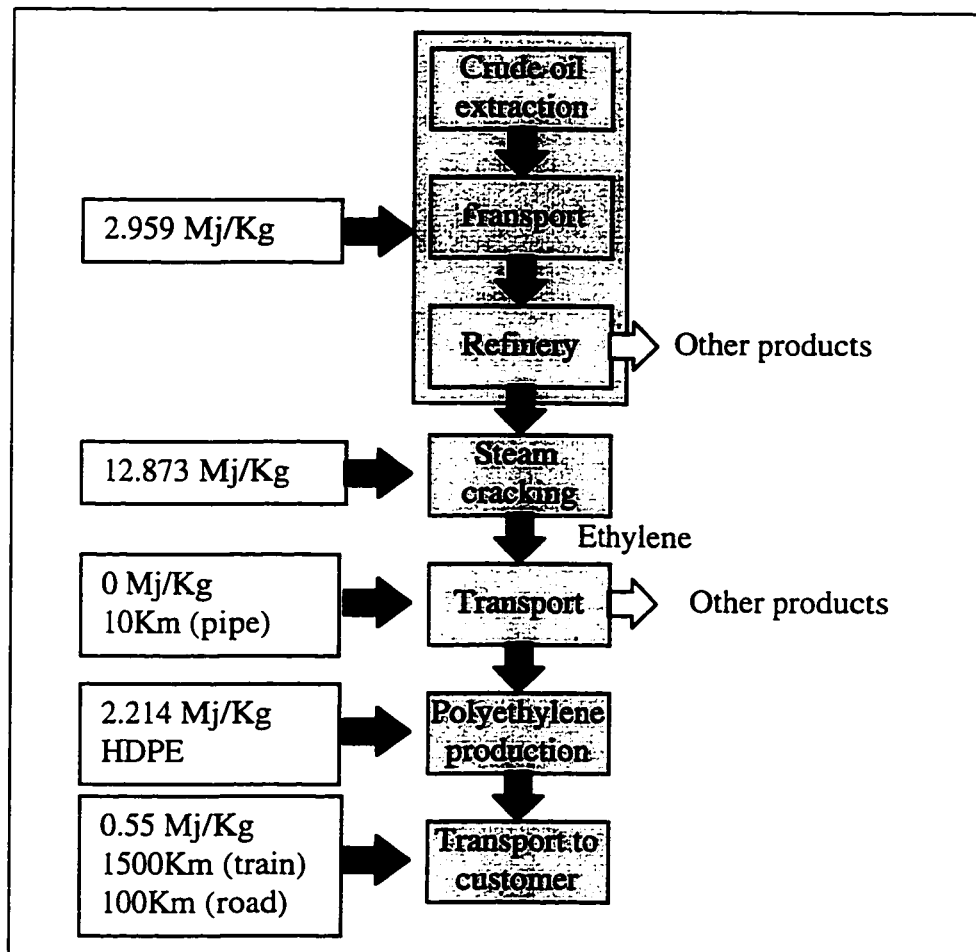 Crude oil
extraction
2.959 Mj/Kg
Transport
Refinery
Other products
12.873 Mj/Kg
Steam
cracking
Ethylene
0 Mj/Kg
10Km (pipe)
Transport
Other products
2.214 Mj/Kg
HDPE
Polyethylene
production
0.55 Mj/Kg
1500Km (train)
100Km (road)
Transport to
customer